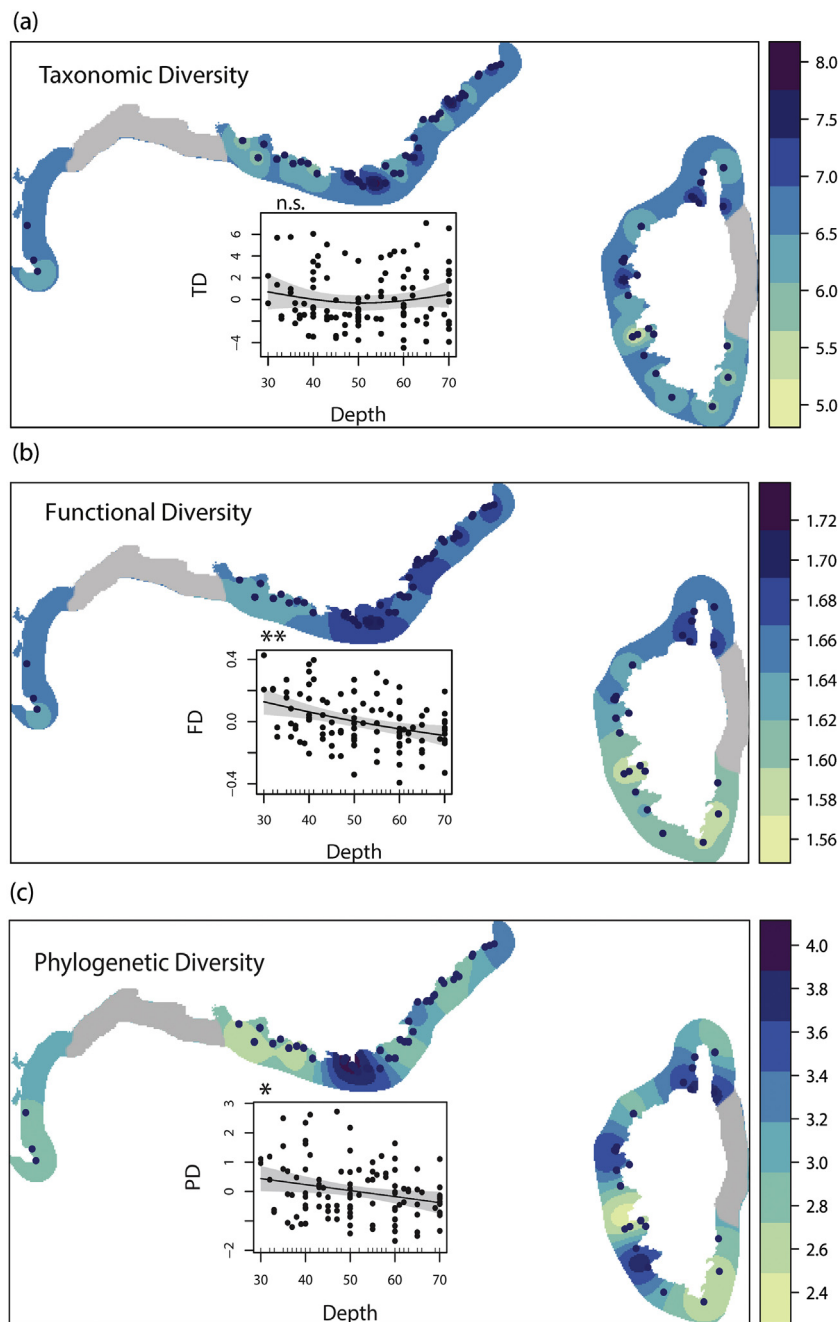 (a)
Taxonomic Diversity
8.0
7.5
7.0
6.5
6.0
5.5
5.0
n.s.
TD
6
4
2
0
−4
30 40 50 60 70
Depth
(b)
Functional Diversity
1.72
1.70
1.68
1.66
1.64
1.62
1.60
1.58
1.56
**
FD
0.4
0.0
−0.4
30 40 50 60 70
Depth
(c)
Phylogenetic Diversity
4.0
3.8
3.6
3.4
3.2
3.0
2.8
2.6
2.4
*
PD
3
2
1
0
−2
30 40 50 60 70
Depth